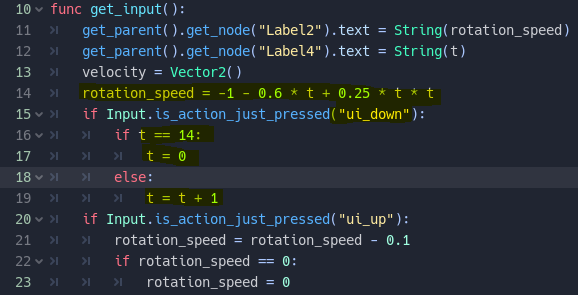 10 func get_input():
11 get_parent().get_node("Label2").text = String(rotation_speed)
12 get_parent().get_node("Label4").text = String(t)
13 velocity = Vector2()
14 rotation_speed = -1 - 0.6 * t + 0.25 * t * t
15 if Input.is_action_just_pressed("ui_down"):
16 if t == 14:
17 t = 0
18 else:
19 t = t + 1
20 if Input.is_action_just_pressed("ui_up"):
21 rotation_speed = rotation_speed - 0.1
22 if rotation_speed == 0:
23 rotation_speed = 0